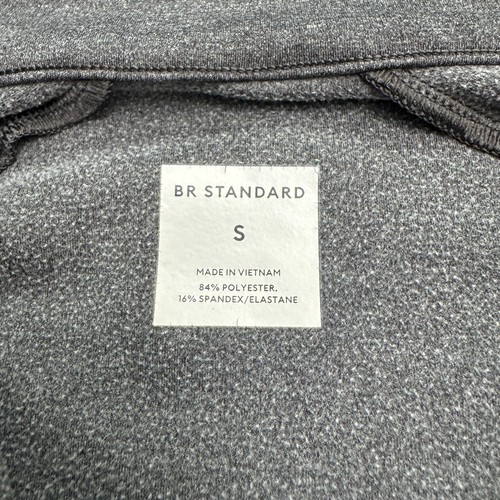 BR STANDARD
S
MADE IN VIETNAM
84% POLYESTER,
16% SPANDEX/ELASTANE